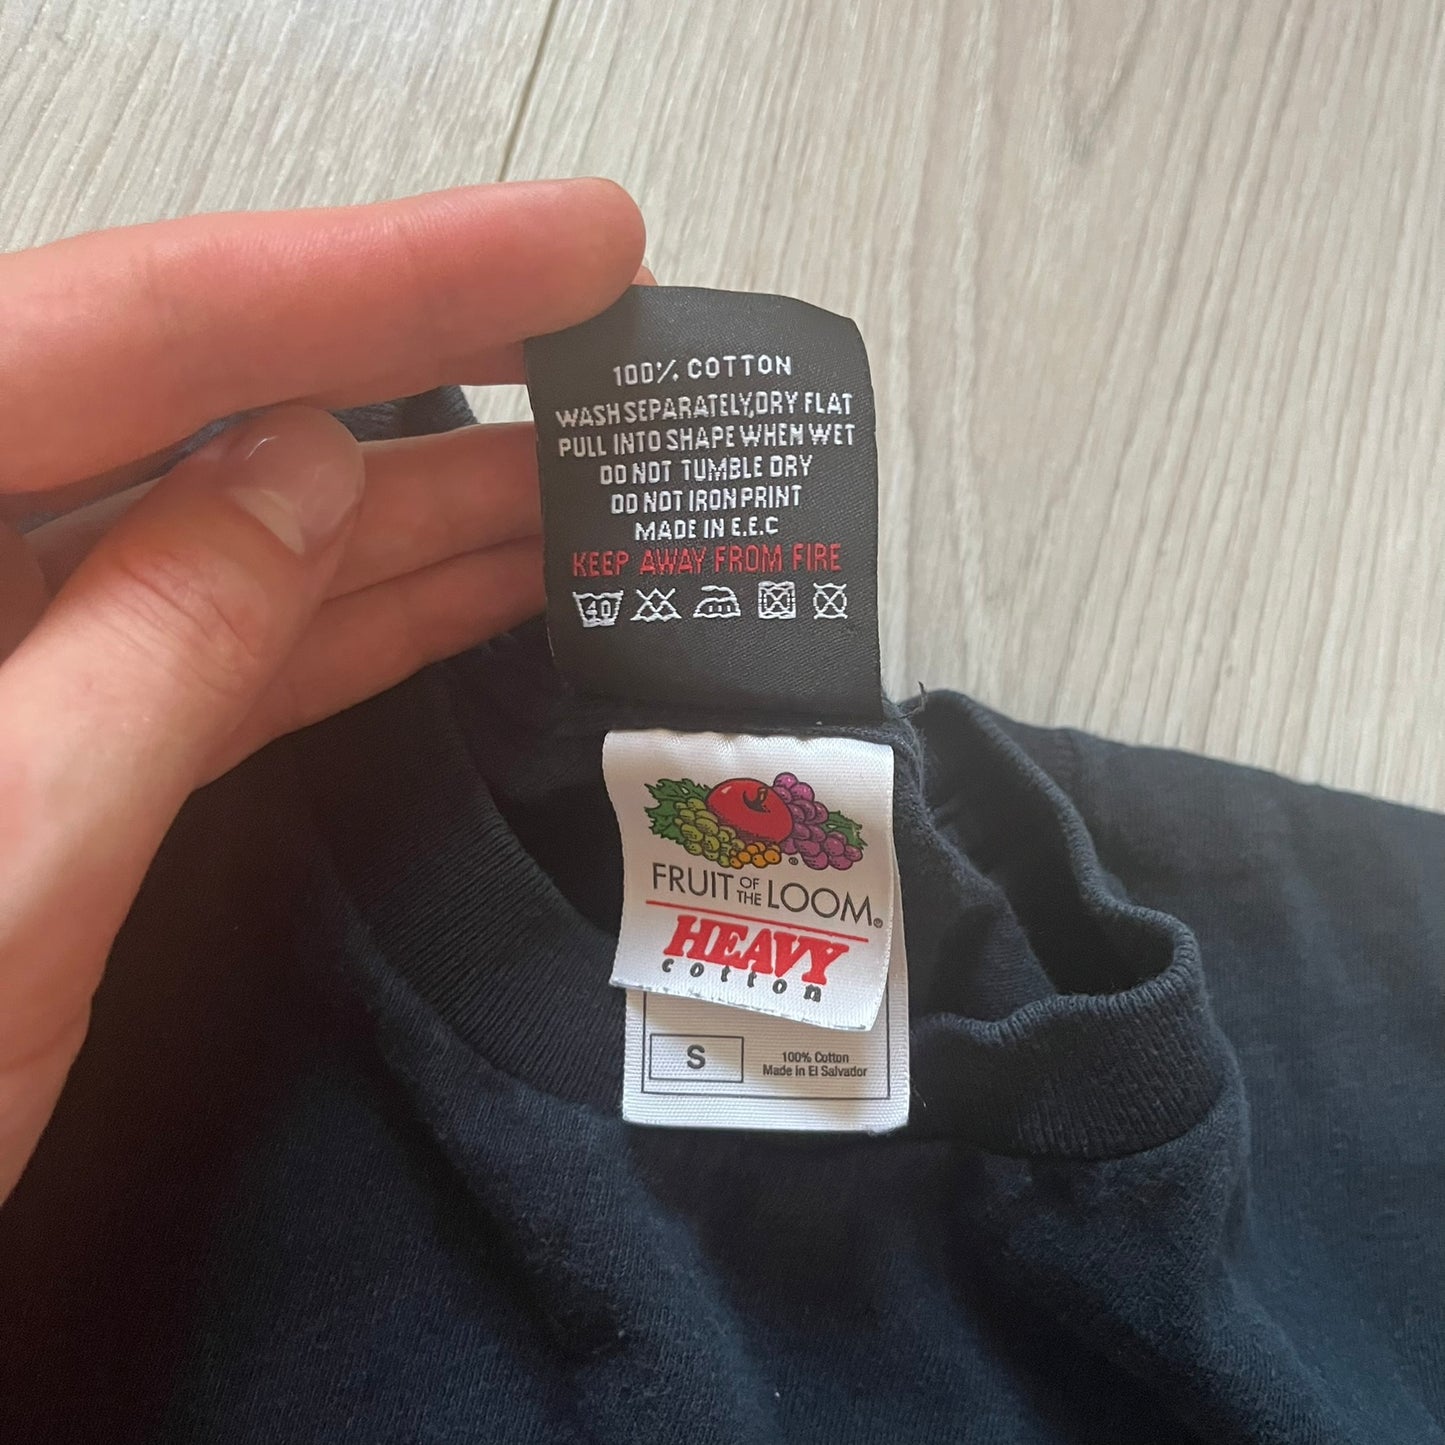 100% COTTON
WASH SEPARATELY,DRY FLAT
PULL INTO SHAPE WHEN WET
DO NOT TUMBLE DRY
DO NOT IRON PRINT
MADE IN E.E.C
KEEP AWAY FROM FIRE
40
FRUIT OF THE LOOM®
HEAVY
cotton
S
100% Cotton
Made in El Salvador